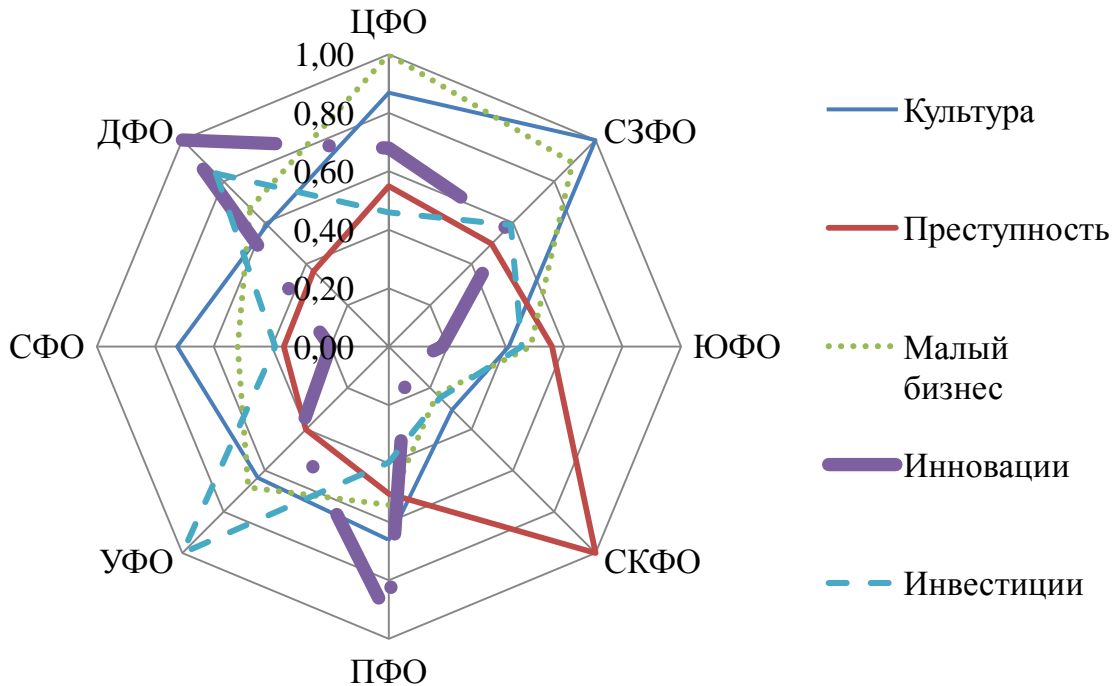 ЦФО
1,00
0,80
0,60
0,40
0,20
0,00
ДФО
СЗФО
СФО
ЮФО
УФО
СКФО
ПФО
Культура
Преступность
Малый
бизнес
Инновации
Инвестиции